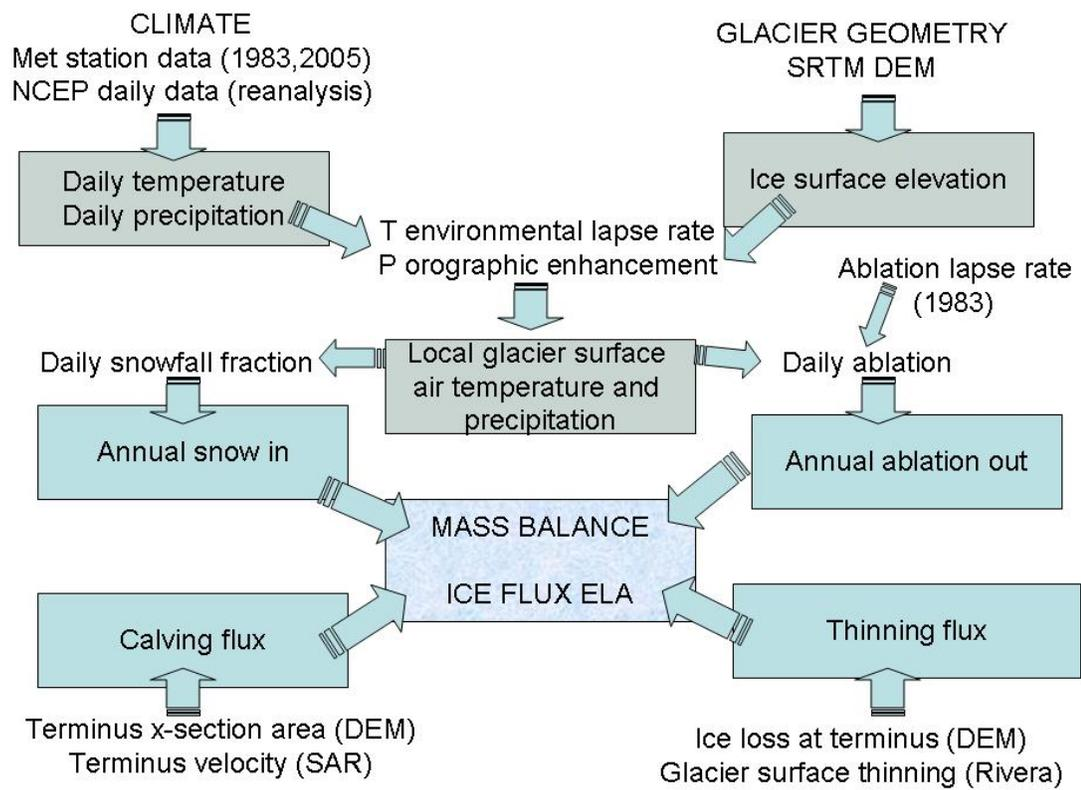 CLIMATE
Met station data (1983,2005)
NCEP daily data (reanalysis)
GLACIER GEOMETRY
SRTM DEM
Daily temperature
Daily precipitation
Ice surface elevation
T environmental lapse rate
P orographic enhancement
Ablation lapse rate
(1983)
Daily snowfall fraction
Local glacier surface
air temperature and
precipitation
Daily ablation
Annual snow in
Annual ablation out
MASS BALANCE
ICE FLUX ELA
Calving flux
Thinning flux
Terminus x-section area (DEM)
Terminus velocity (SAR)
Ice loss at terminus (DEM)
Glacier surface thinning (Rivera)